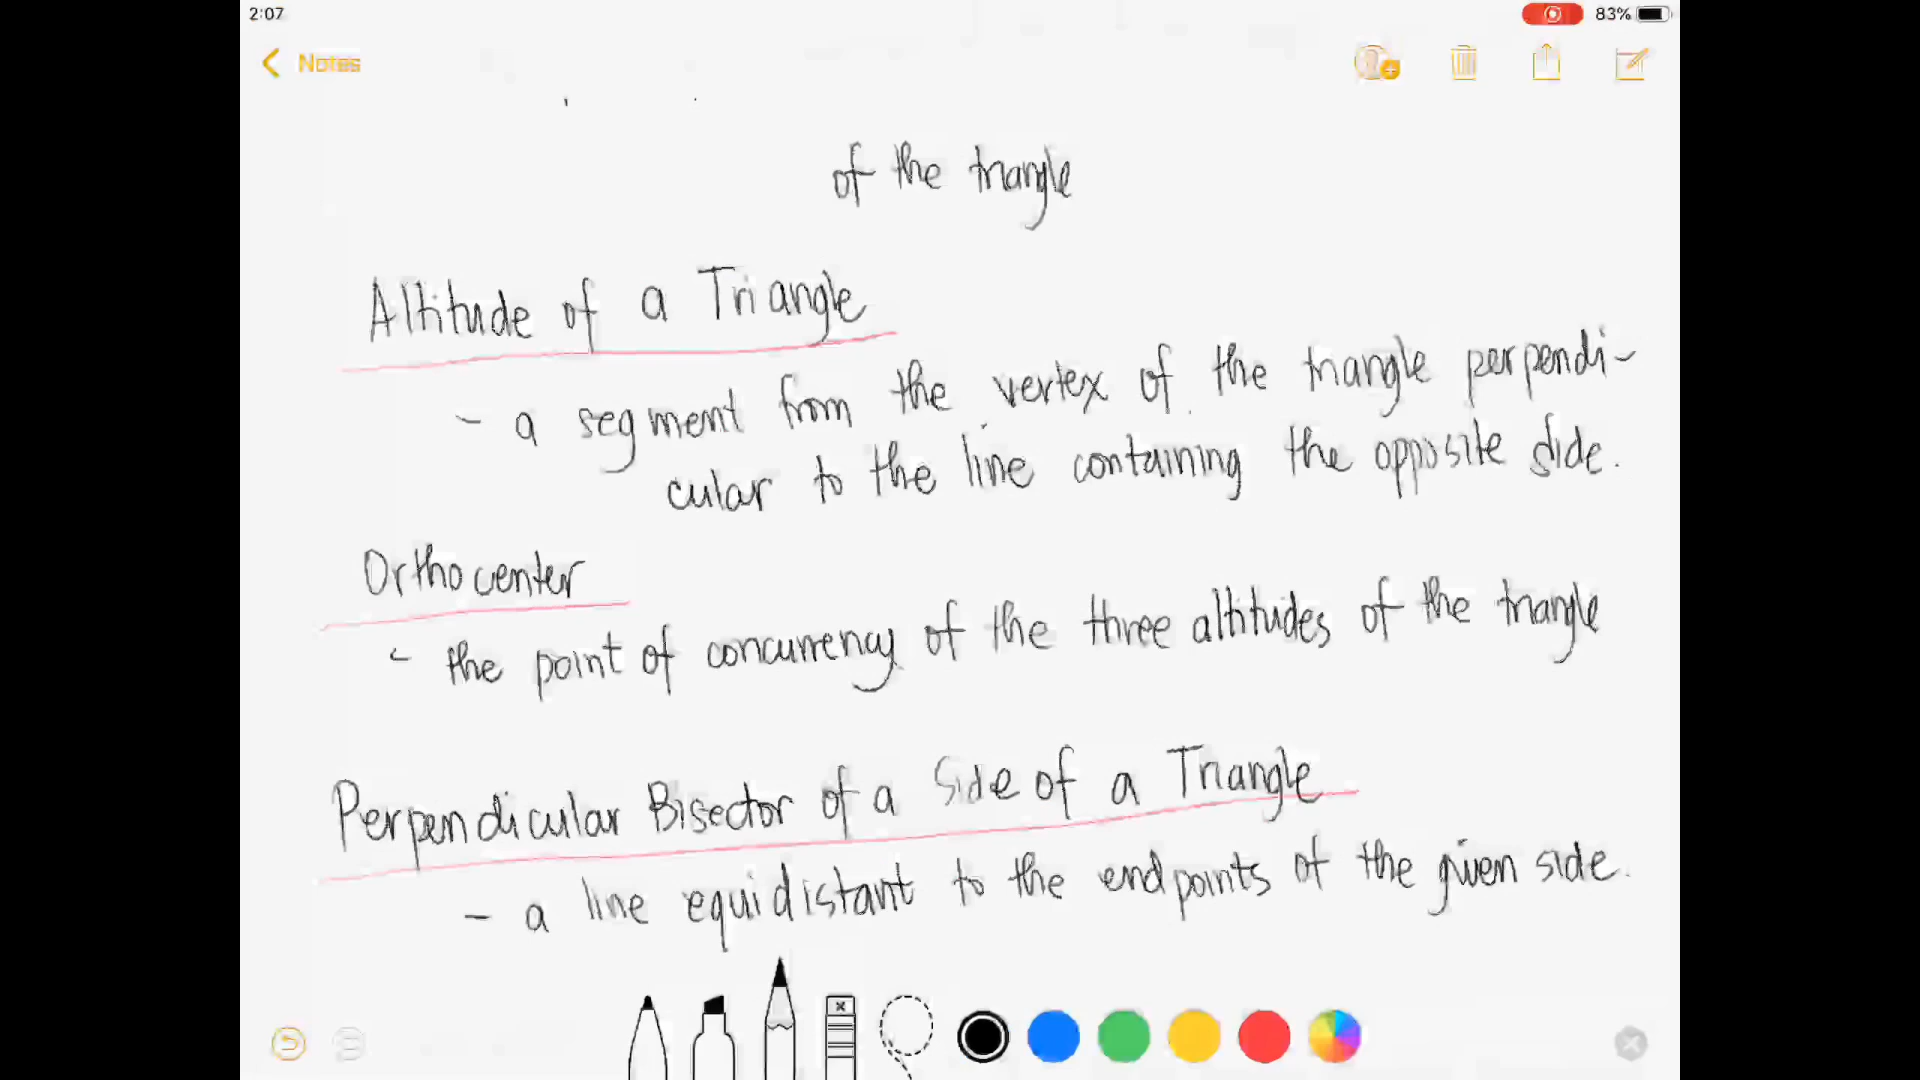 2:07
83%
Notes
of the triangle
Altitude of a Triangle
- a segment from the vertex of the triangle perpendi-
cular to the line containing the opposite side.
Orthocenter
- the point of concurrency of the three altitudes of the triangle
Perpendicular Bisector of a Side of a Triangle
- a line equidistant to the endpoints of the given side.